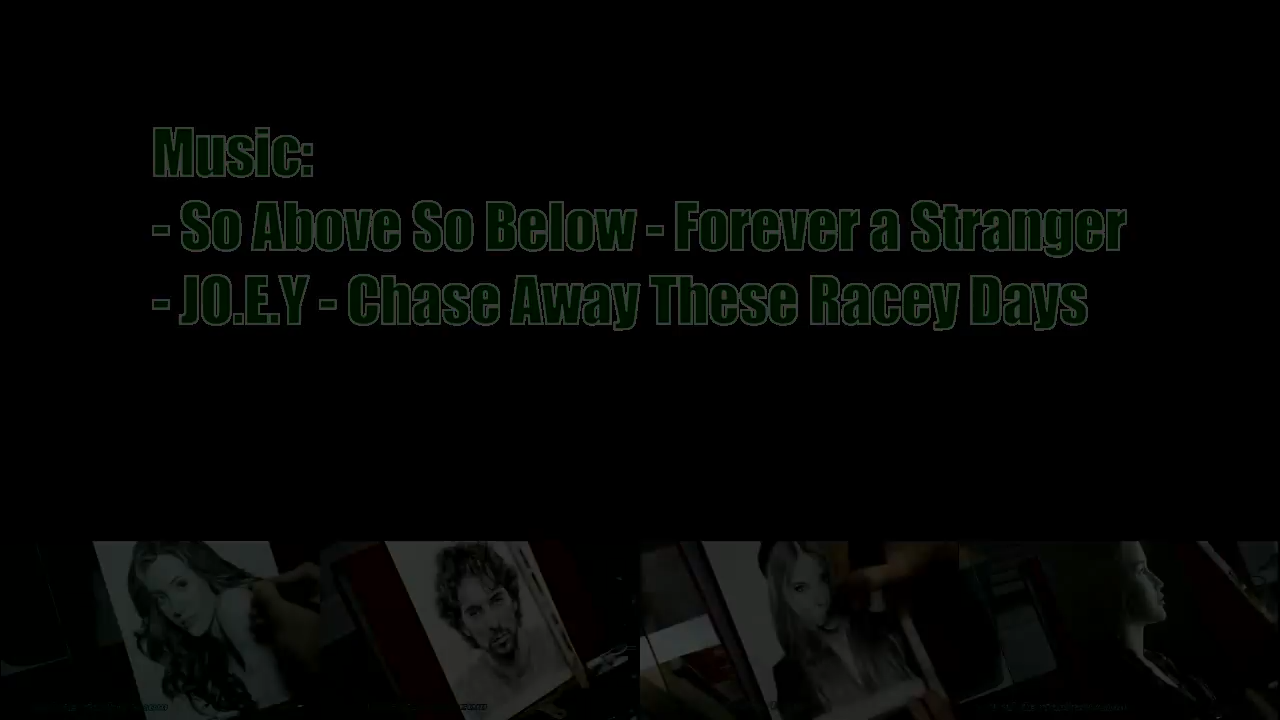 Music:
- So Above So Below - Forever a Stranger
- JO.E.Y - Chase Away These Racey Days